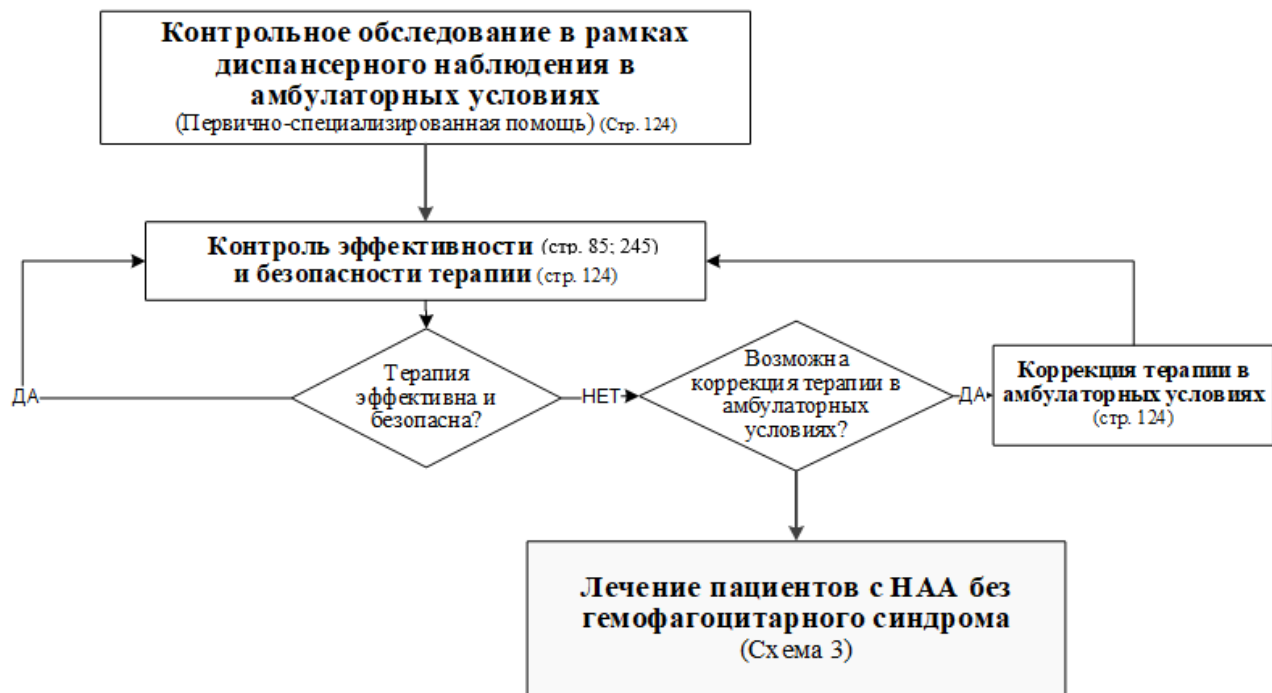 Контрольное обследование в рамках
диспансерного наблюдения в
амбулаторных условиях
(Первично-специализированная помощь) (Стр. 124)
Контроль эффективности (стр. 85; 245)
и безопасности терапии (стр. 124)
Терапия
эффективна и
безопасна?
ДА
НЕТ
Возможна
коррекция терапии в
амбулаторных
условиях?
ДА
Коррекция терапии в
амбулаторных условиях
(стр. 124)
Лечение пациентов с НАА без
гемофагоцитарного синдрома
(Схема 3)